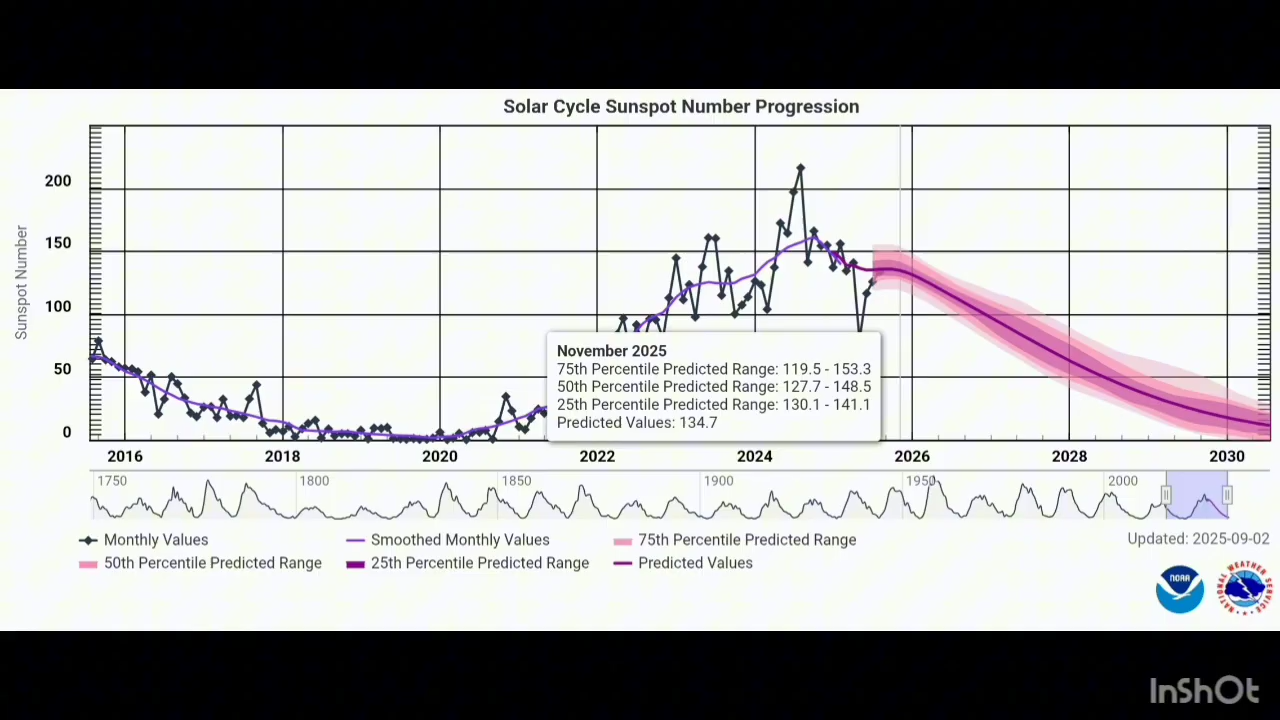 Solar Cycle Sunspot Number Progression
Sunspot Number
200
150
100
50
0
November 2025
75th Percentile Predicted Range: 119.5 - 153.3
50th Percentile Predicted Range: 127.7 - 148.5
25th Percentile Predicted Range: 130.1 - 141.1
Predicted Values: 134.7
2016 2018 2020 2022 2024 2026 2028 2030
1750 1800 1850 1900 1950 2000
Monthly Values Smoothed Monthly Values 75th Percentile Predicted Range
Updated: 2025-09-02
50th Percentile Predicted Range 25th Percentile Predicted Range Predicted Values
NOAA
NATIONAL WEATHER SERVICE
InShOt